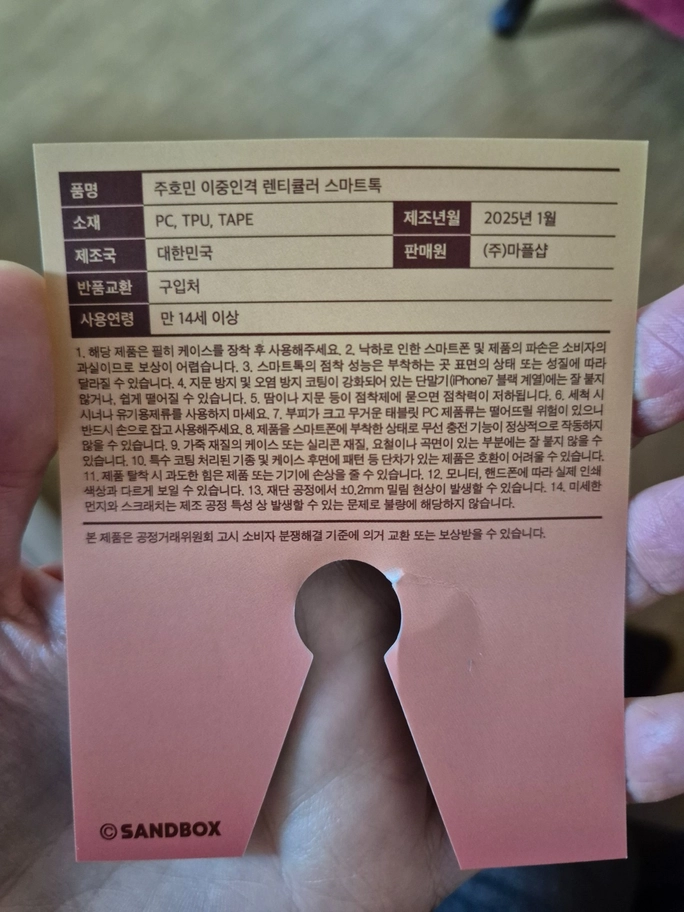 품명 주호민 이중인격 렌티큘러 스마트톡
소재 PC, TPU, TAPE 제조년월 2025년 1월
제조국 대한민국 판매원 (주)마플샵
반품교환 구입처
사용연령 만 14세 이상
1. 해당 제품은 필히 케이스를 장착 후 사용해주세요. 2. 낙하로 인한 스마트폰 및 제품의 파손은 소비자의
과실이므로 보상이 어렵습니다. 3. 스마트톡의 점착 성능은 부착하는 곳 표면의 상태 또는 성질에 따라
달라질 수 있습니다. 4. 지문 방지 및 오염 방지 코팅이 강화되어 있는 단말기(iPhone7 블랙 계열)에는 잘 붙지
않거나, 쉽게 떨어질 수 있습니다. 5. 땀이나 지문 등이 점착제에 묻으면 점착력이 저하됩니다. 6. 세척 시
시너나 유기용제류를 사용하지 마세요. 7. 부피가 크고 무거운 태블릿 PC 제품류는 떨어뜨릴 위험이 있으니
반드시 손으로 잡고 사용해주세요. 8. 제품을 스마트폰에 부착한 상태로 무선 충전 기능이 정상적으로 작동하지
않을 수 있습니다. 9. 가죽 재질의 케이스 또는 실리콘 재질, 요철이나 곡면이 있는 부분에는 잘 붙지 않을 수
있습니다. 10. 특수 코팅 처리된 기종 및 케이스 후면에 패턴 등 단차가 있는 제품은 호환이 어려울 수 있습니다.
11. 제품 탈착 시 과도한 힘은 제품 또는 기기에 손상을 줄 수 있습니다. 12. 모니터, 핸드폰에 따라 실제 인쇄
색상과 다르게 보일 수 있습니다. 13. 재단 공정에서 ±0.2mm 밀림 현상이 발생할 수 있습니다. 14. 미세한
먼지와 스크래치는 제조 공정 특성 상 발생할 수 있는 문제로 불량에 해당하지 않습니다.
본 제품은 공정거래위원회 고시 소비자 분쟁해결 기준에 의거 교환 또는 보상받을 수 있습니다.
© SANDBOX